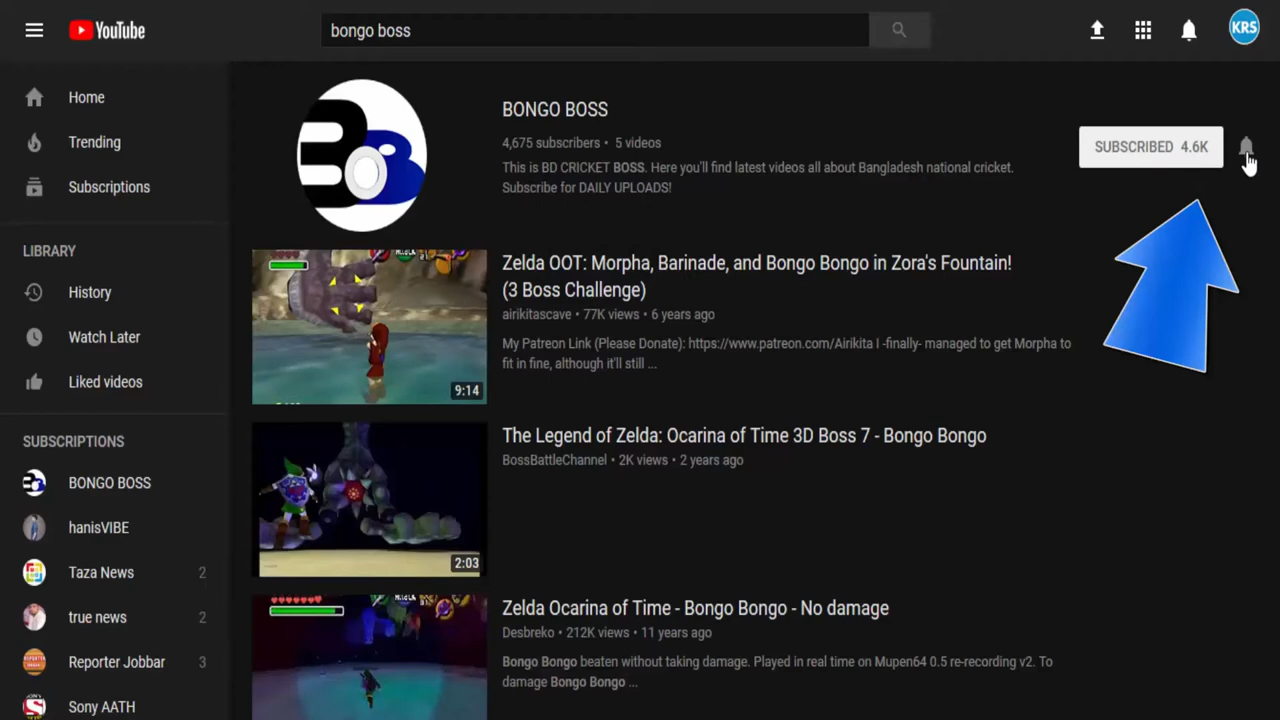 YouTube
bongo boss
KRS
Home
Trending
Subscriptions
LIBRARY
History
Watch Later
Liked videos
SUBSCRIPTIONS
BONGO BOSS
hanisVIBE
Taza News 2
true news 2
Reporter Jobbar 3
Sony AATH
BONGO BOSS
4,675 subscribers • 5 videos
This is BD CRICKET BOSS. Here you'll find latest videos all about Bangladesh national cricket.
Subscribe for DAILY UPLOADS!
SUBSCRIBED 4.6K
Zelda OOT: Morpha, Barinade, and Bongo Bongo in Zora's Fountain!
(3 Boss Challenge)
airikitascave • 77K views • 6 years ago
My Patreon Link (Please Donate): https://www.patreon.com/Airikita I -finally- managed to get Morpha to
fit in fine, although it'll still ...
9:14
The Legend of Zelda: Ocarina of Time 3D Boss 7 - Bongo Bongo
BossBattleChannel • 2K views • 2 years ago
2:03
Zelda Ocarina of Time - Bongo Bongo - No damage
Desbreko • 212K views • 11 years ago
Bongo Bongo beaten without taking damage. Played in real time on Mupen64 0.5 re-recording v2. To
damage Bongo Bongo ...